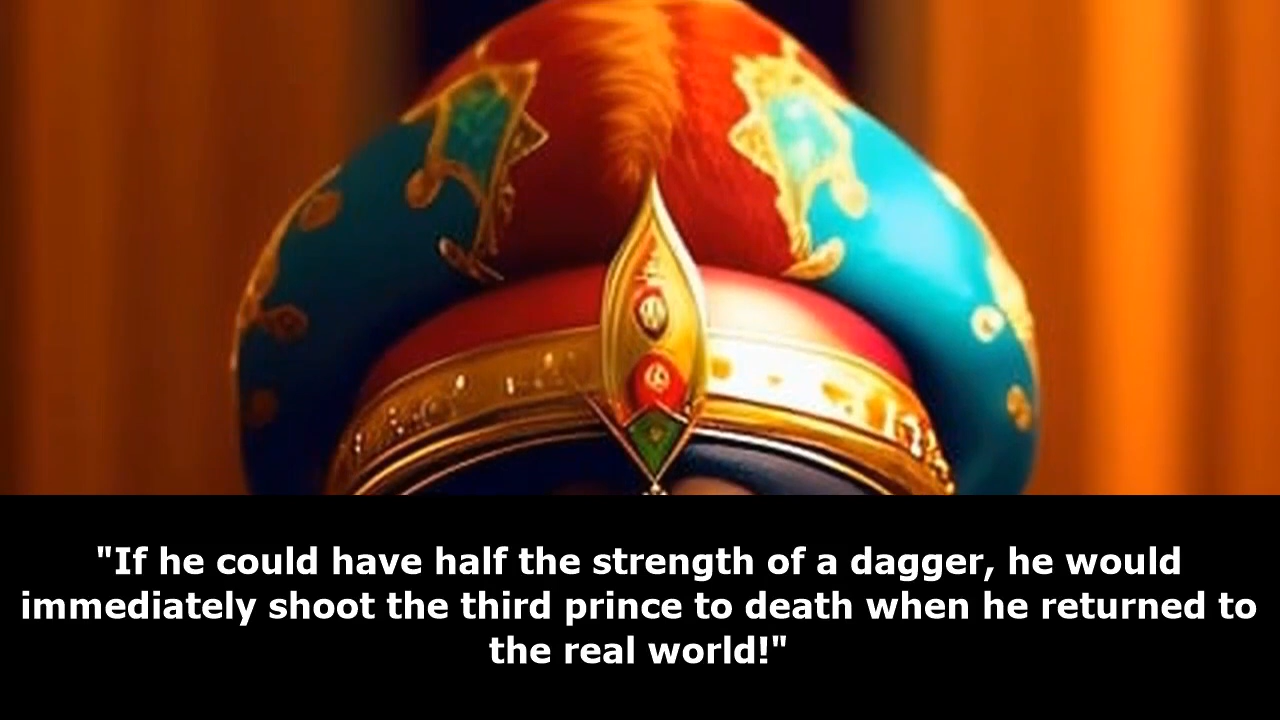 "If he could have half the strength of a dagger, he would
immediately shoot the third prince to death when he returned to
the real world!"